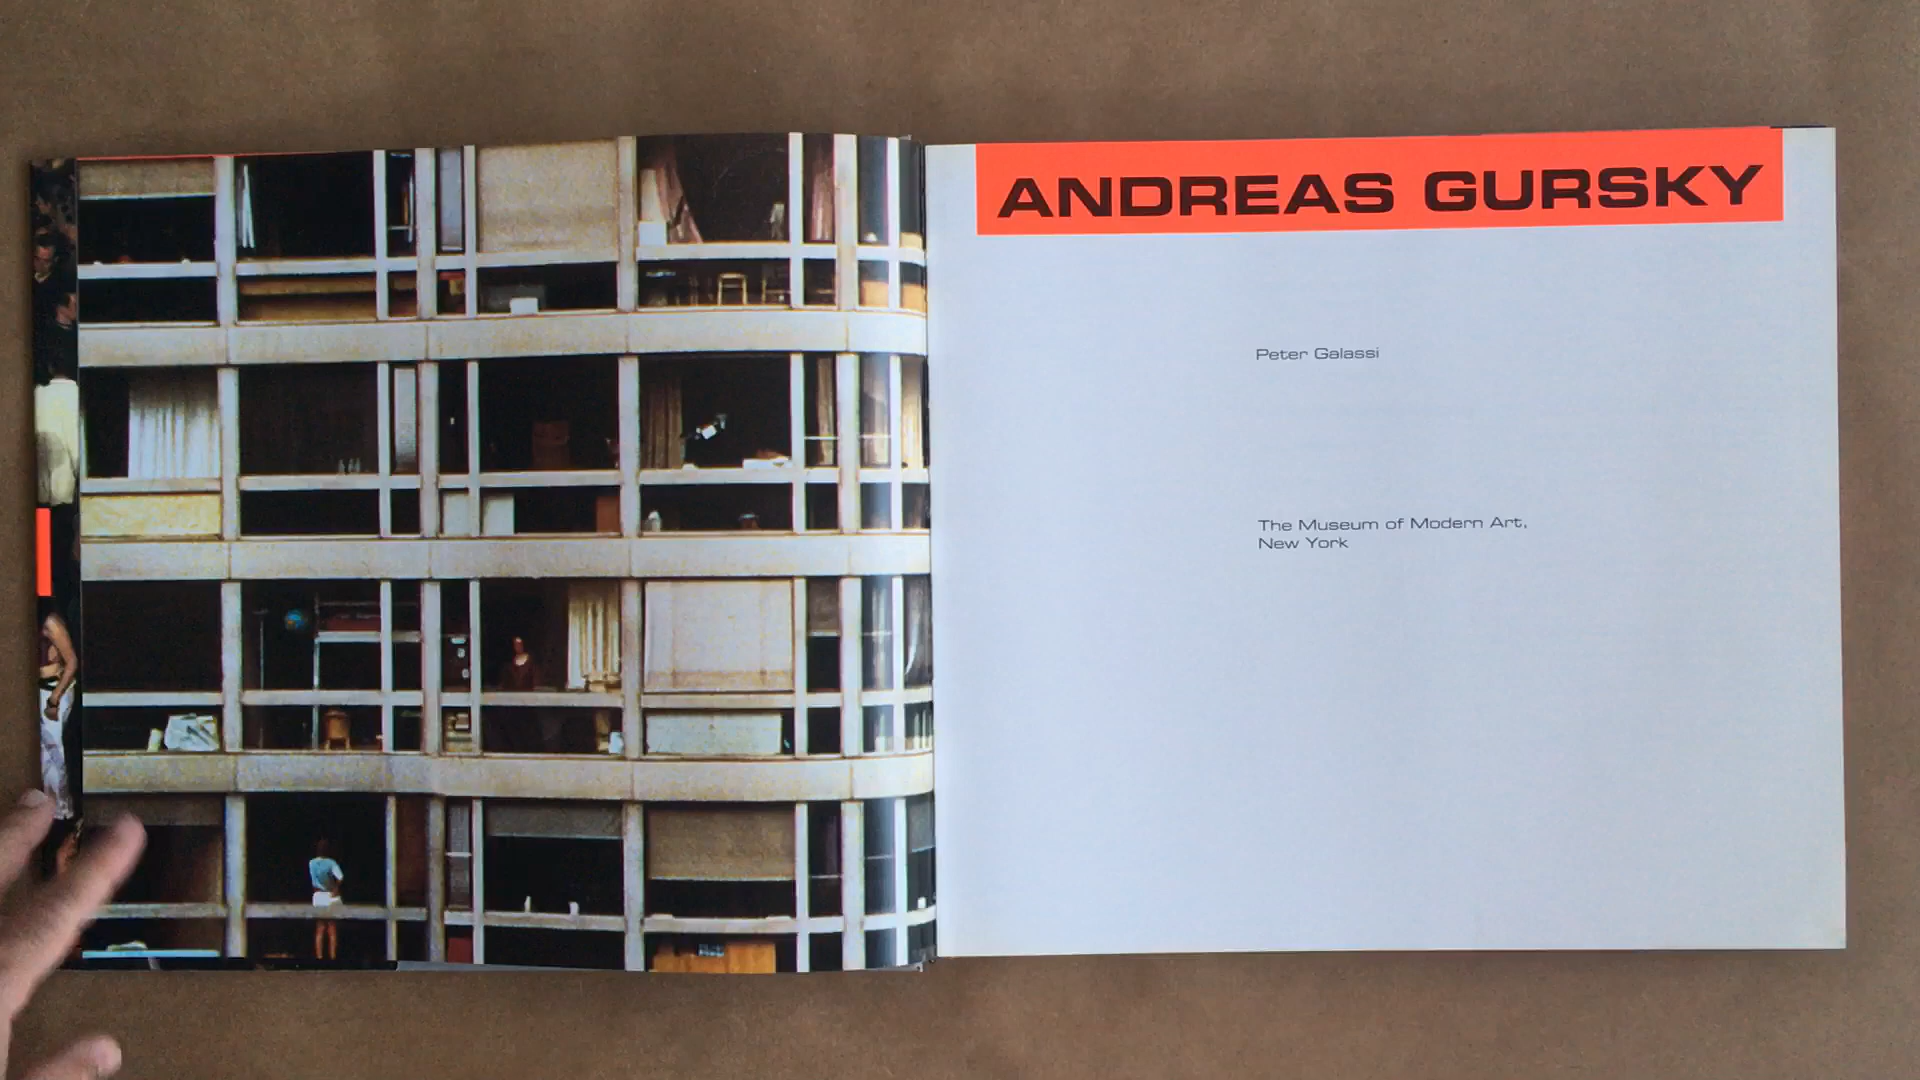 ANDREAS GURSKY
Peter Galassi
The Museum of Modern Art,
New York